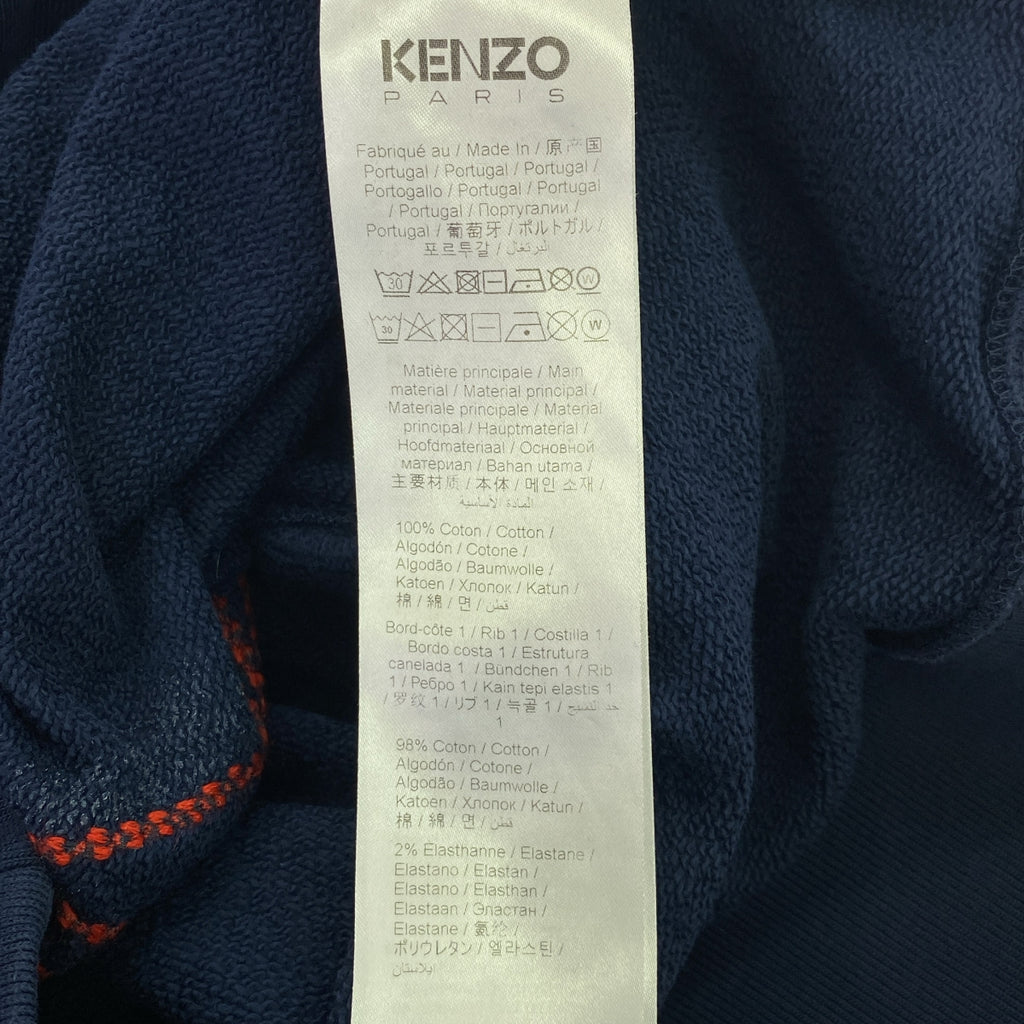 KENZO
PARIS
Fabriqué au / Made In / 原产国
Portugal / Portugal / Portugal /
Portogallo / Portugal / Portugal
/ Portugal / Португалии /
Portugal / 葡萄牙 / ポルトガル /
포르투갈 / البرتغال
30 W
30 W
Matière principale / Main
material / Material principal /
Materiale principale / Material
principal / Hauptmaterial /
Hoofdmateriaal / Основной
материал / Bahan utama /
主要材质 / 本体 / 메인 소재 /
المادة الأساسية
100% Coton / Cotton /
Algodón / Cotone /
Algodão / Baumwolle /
Katoen / Хлопок / Katun /
棉 / 綿 / 면 / قطن
Bord-côte 1 / Rib 1 / Costilla 1 /
Bordo costa 1 / Estrutura
canelada 1 / Bündchen 1 / Rib
1 / Ребро 1 / Kain tepi elastis 1
/ 罗纹 1 / リブ 1 / 늑골 1 /
1
98% Coton / Cotton /
Algodón / Cotone /
Algodão / Baumwolle /
Katoen / Хлопок / Katun /
棉 / 綿 / 면 / قطن
2% Elasthanne / Elastane /
Elastano / Elastan /
Elastano / Elasthan /
Elastaan / Эластан /
Elastane / 氨纶 /
ポリウレタン / 엘라스틴 /
إيلاستان